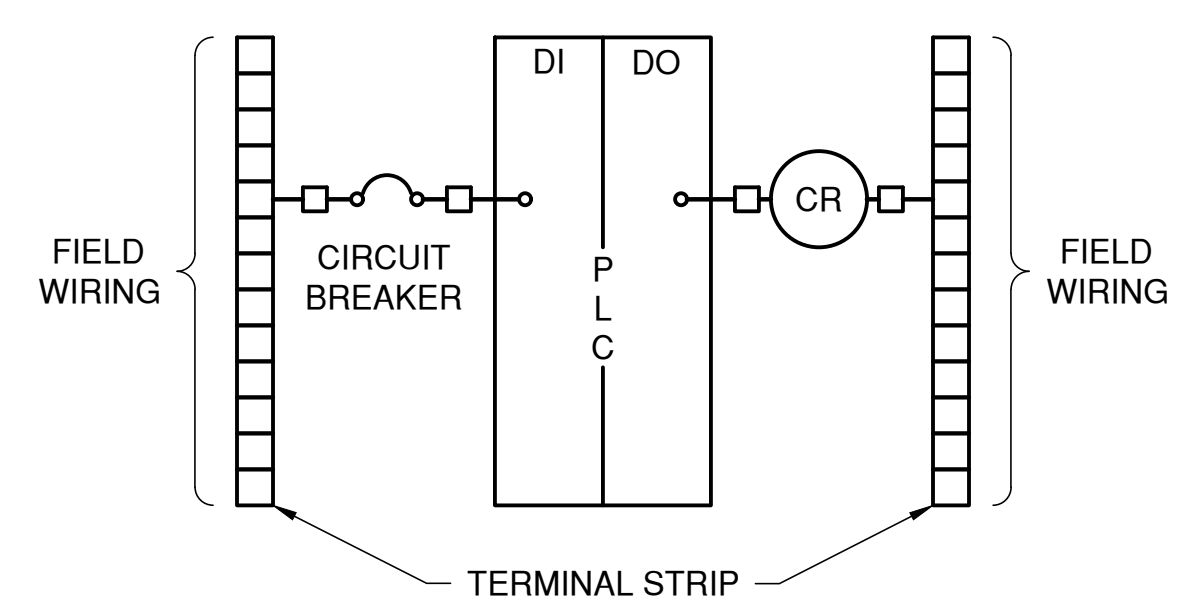 DI
DO
CR
FIELD
WIRING
CIRCUIT
BREAKER
P
L
C
FIELD
WIRING
TERMINAL STRIP